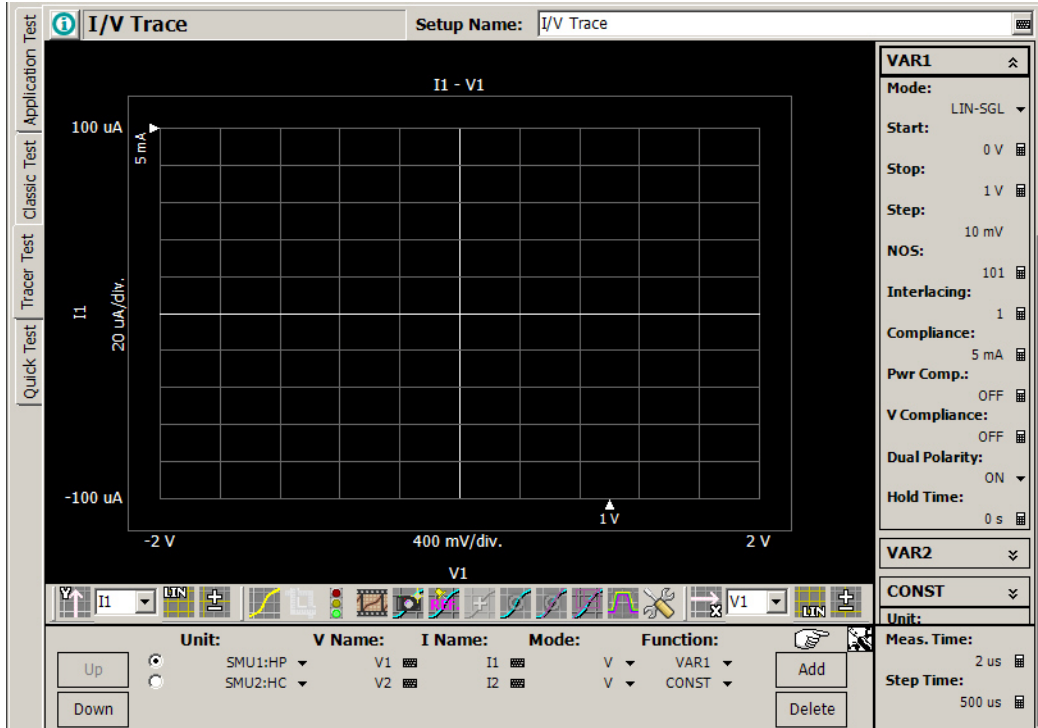 I/V Trace
Setup Name:
I/V Trace
Application Test
Classic Test
Tracer Test
Quick Test
I1 - V1
100 uA
5 mA
I1
20 uA/div.
-100 uA
1 V
-2 V
400 mV/div.
2 V
V1
VAR1
Mode:
LIN-SGL
Start:
0 V
Stop:
1 V
Step:
10 mV
NOS:
101
Interlacing:
1
Compliance:
5 mA
Pwr Comp.:
OFF
V Compliance:
OFF
Dual Polarity:
ON
Hold Time:
0 s
VAR2
CONST
Unit:
Y
I1
LIN
REF.
X
V1
LIN
Unit: V Name: I Name: Mode: Function:
Up
SMU1:HP V1 I1 V VAR1
SMU2:HC V2 I2 V CONST
Down
Add
Delete
Meas. Time:
2 us
Step Time:
500 us